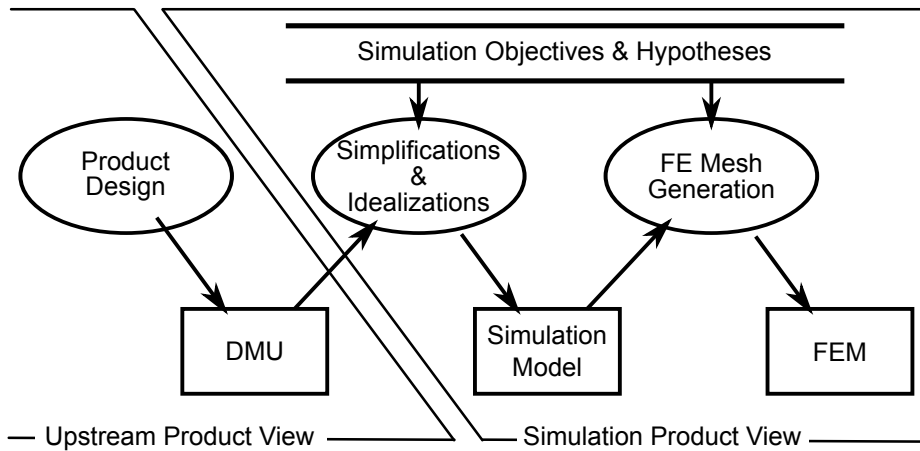 Simulation Objectives & Hypotheses
Product
Design
Simplifications
&
Idealizations
FE Mesh
Generation
DMU
Simulation
Model
FEM
Upstream Product View
Simulation Product View